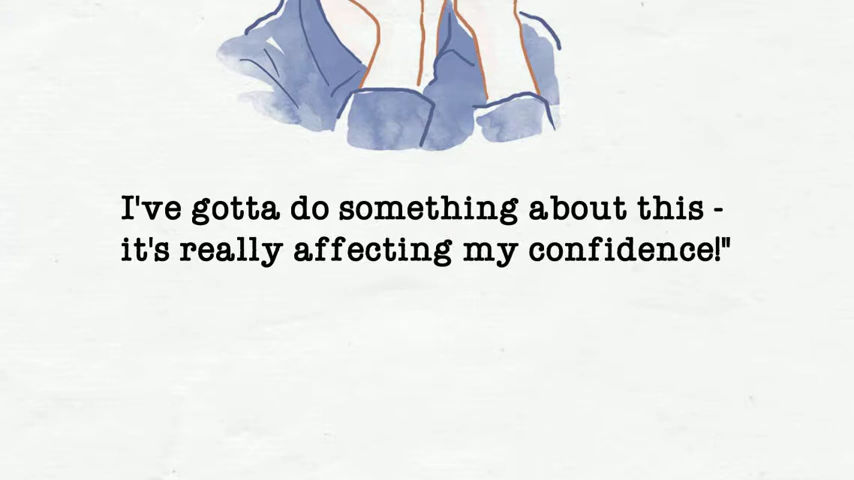 I've gotta do something about this -
it's really affecting my confidence!"